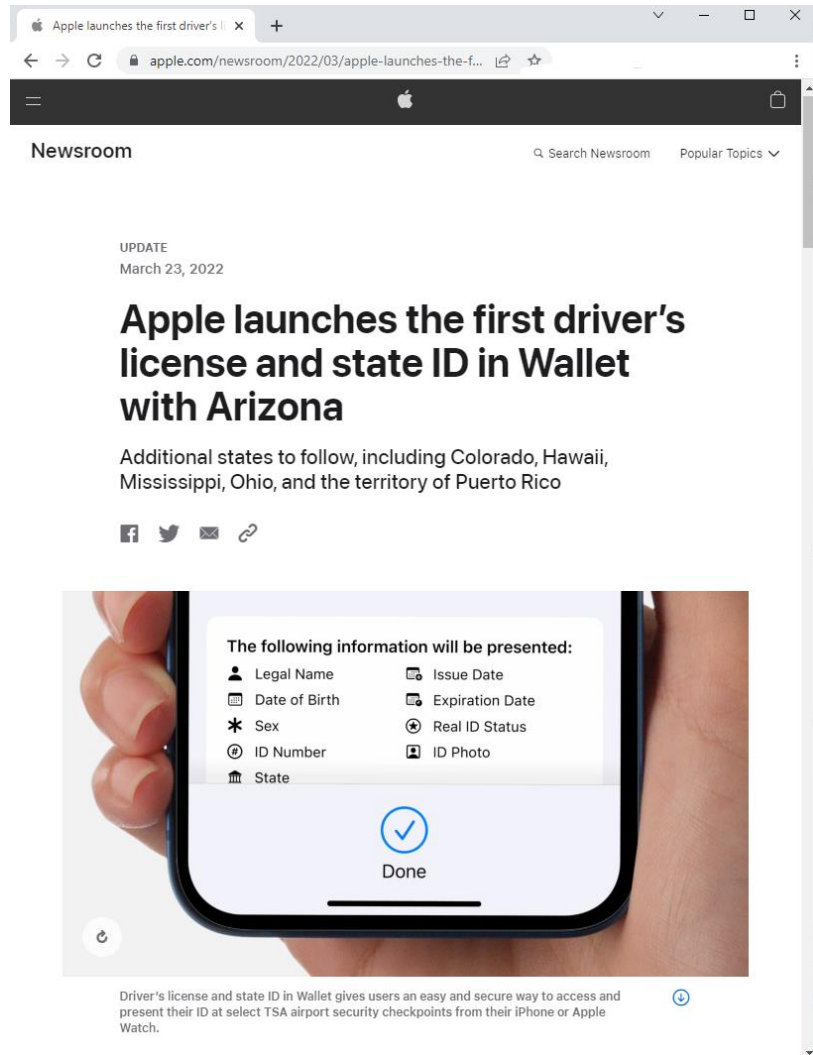 Apple launches the first driver's li
apple.com/newsroom/2022/03/apple-launches-the-f...
Newsroom
Search Newsroom
Popular Topics
UPDATE
March 23, 2022
Apple launches the first driver’s
license and state ID in Wallet
with Arizona
Additional states to follow, including Colorado, Hawaii,
Mississippi, Ohio, and the territory of Puerto Rico
The following information will be presented:
Legal Name
Issue Date
Date of Birth
Expiration Date
Sex
Real ID Status
ID Number
ID Photo
State
Done
Driver’s license and state ID in Wallet gives users an easy and secure way to access and
present their ID at select TSA airport security checkpoints from their iPhone or Apple
Watch.